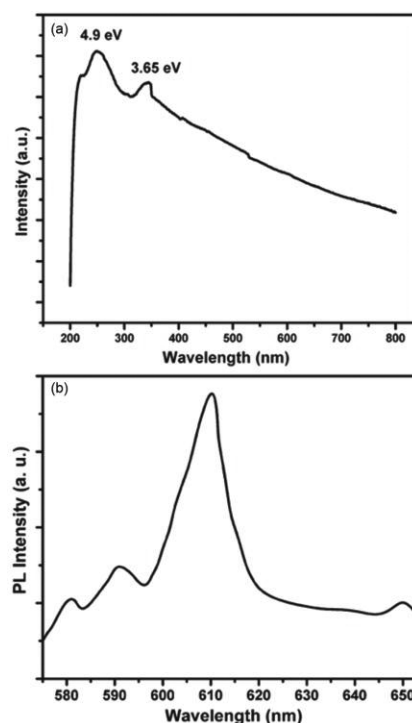 (a)
4.9 eV
3.65 eV
Intensity (a.u.)
200 300 400 500 600 700 800
Wavelength (nm)
(b)
PL Intensity (a. u.)
580 590 600 610 620 630 640 650
Wavelength (nm)